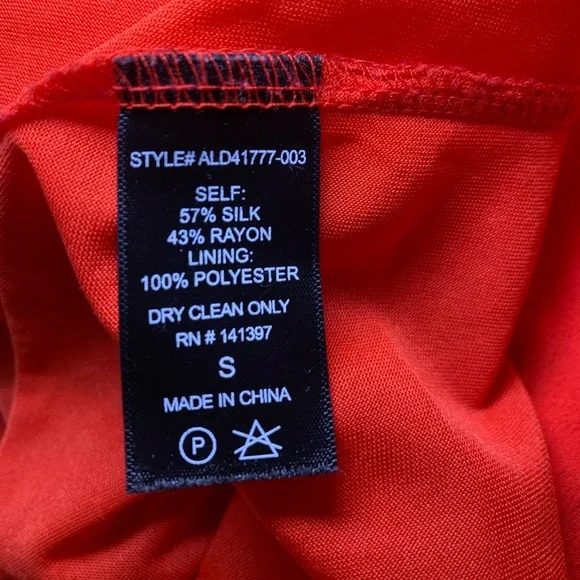 STYLE# ALD41777-003
SELF:
57% SILK
43% RAYON
LINING:
100% POLYESTER
DRY CLEAN ONLY
RN # 141397
S
MADE IN CHINA
P